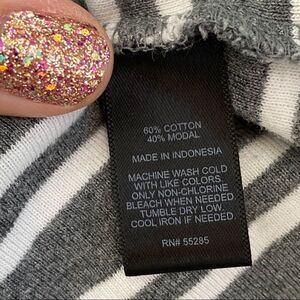 60% COTTON
40% MODAL
MADE IN INDONESIA
MACHINE WASH COLD
WITH LIKE COLORS.
ONLY NON-CHLORINE
BLEACH WHEN NEEDED.
TUMBLE DRY LOW.
COOL IRON IF NEEDED.
RN# 55285